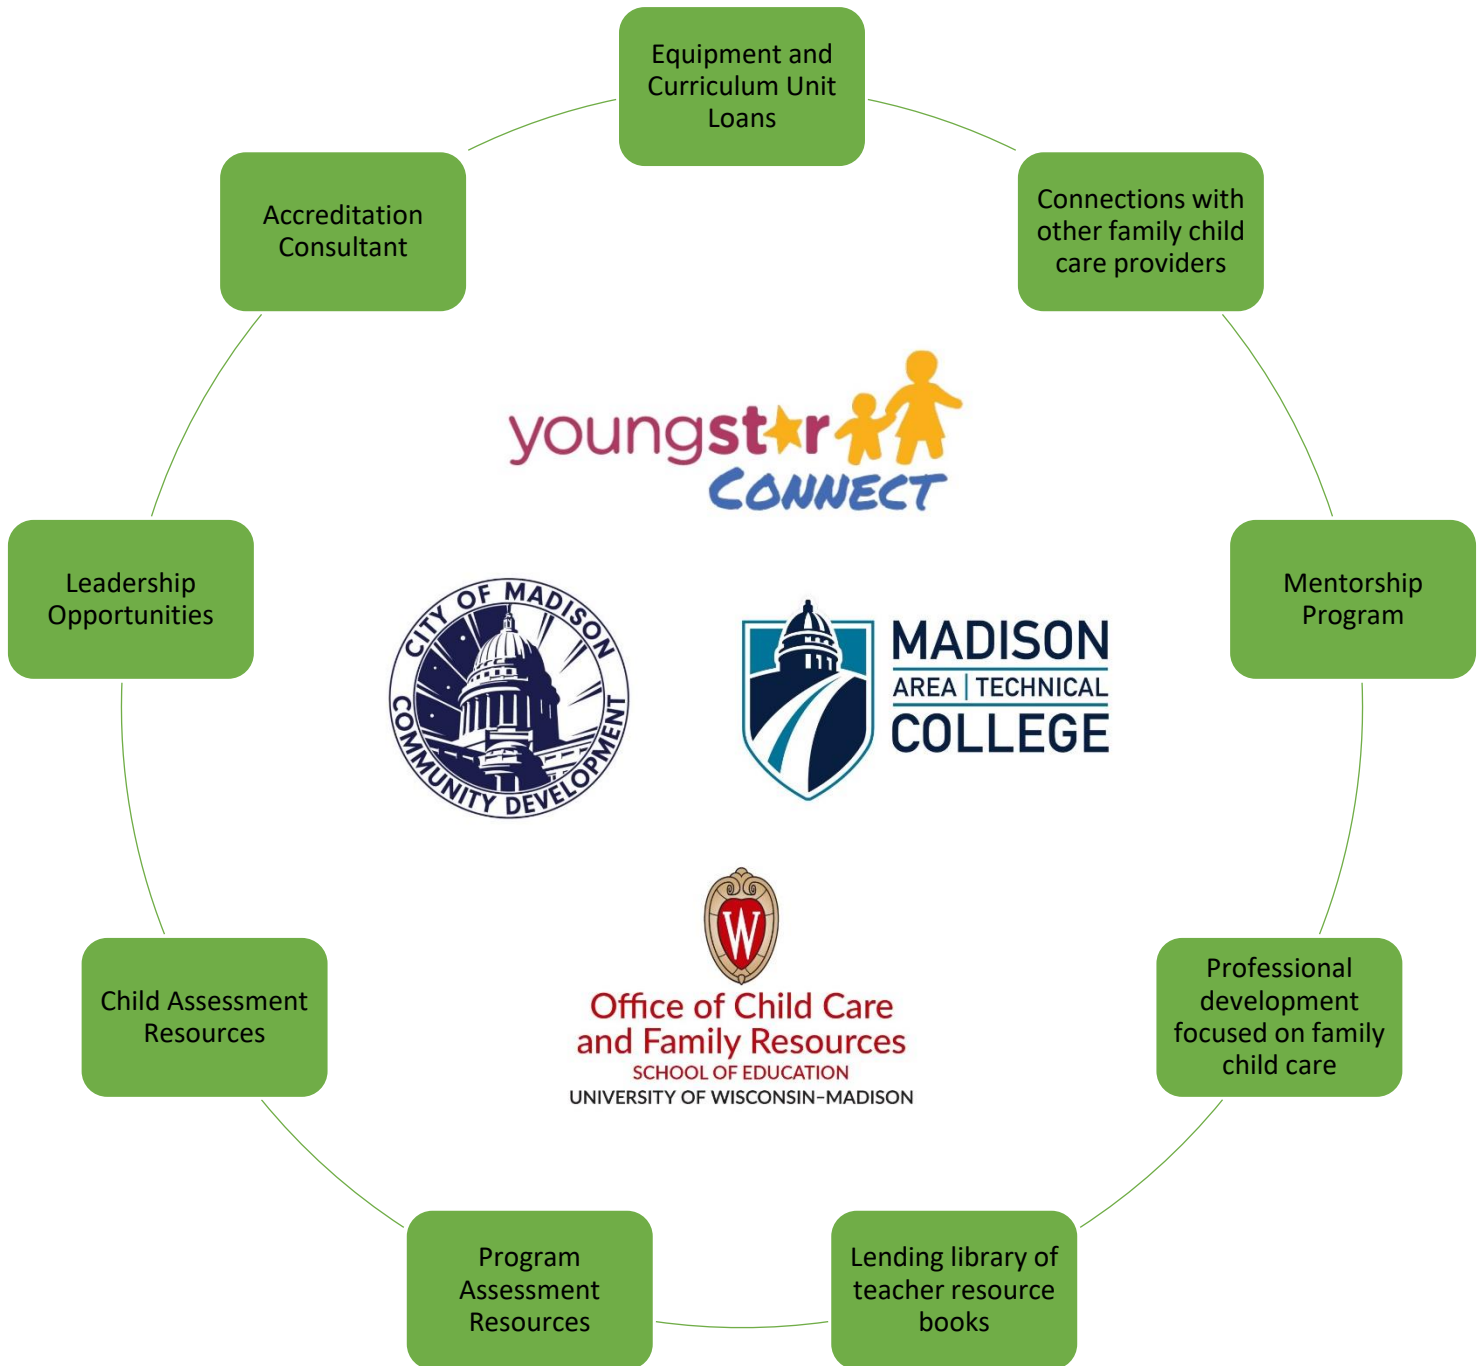 Equipment and
Curriculum Unit
Loans
Accreditation
Consultant
Connections with
other family child
care providers
youngstar
CONNECT
Leadership
Opportunities
Mentorship
Program
CITY OF MADISON
COMMUNITY DEVELOPMENT
MADISON
AREA | TECHNICAL
COLLEGE
W
Office of Child Care
and Family Resources
SCHOOL OF EDUCATION
UNIVERSITY OF WISCONSIN–MADISON
Child Assessment
Resources
Professional
development
focused on family
child care
Program
Assessment
Resources
Lending library of
teacher resource
books